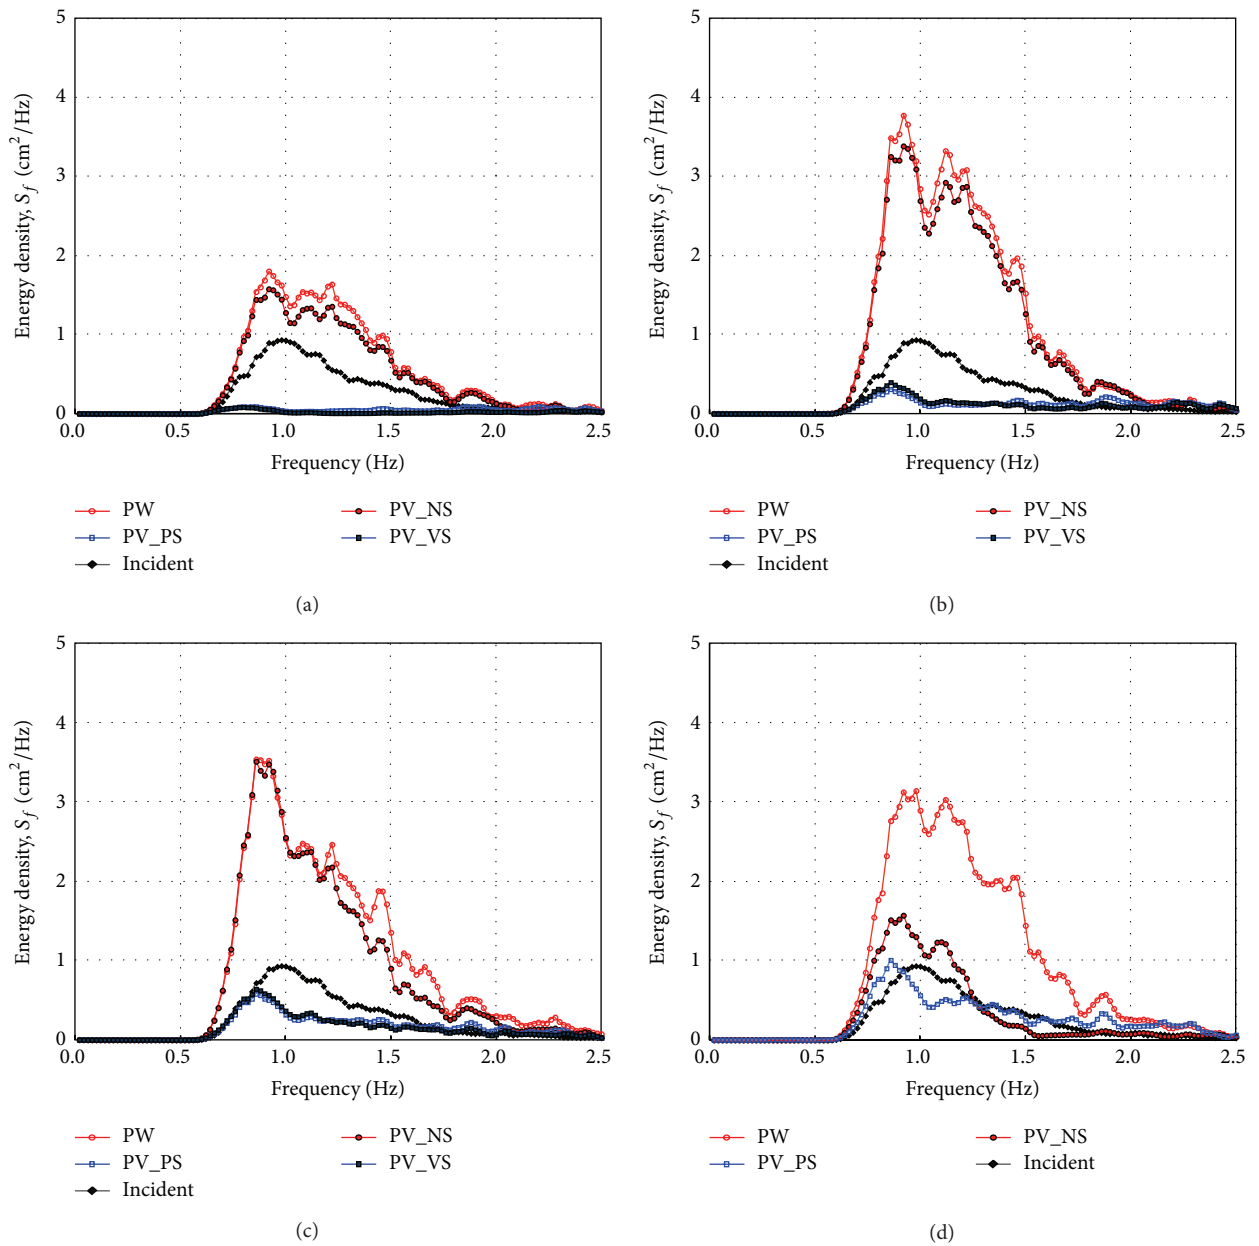 5
4
3
2
1
0
Energy density, S_f (cm²/Hz)
0.0 0.5 1.0 1.5 2.0 2.5
Frequency (Hz)
PW PV_NS
PV_PS PV_VS
Incident
(a)
5
4
3
2
1
0
Energy density, S_f (cm²/Hz)
0.0 0.5 1.0 1.5 2.0 2.5
Frequency (Hz)
PW PV_NS
PV_PS PV_VS
Incident
(b)
5
4
3
2
1
0
Energy density, S_f (cm²/Hz)
0.0 0.5 1.0 1.5 2.0 2.5
Frequency (Hz)
PW PV_NS
PV_PS PV_VS
Incident
(c)
5
4
3
2
1
0
Energy density, S_f (cm²/Hz)
0.0 0.5 1.0 1.5 2.0 2.5
Frequency (Hz)
PW PV_NS
PV_PS Incident
(d)